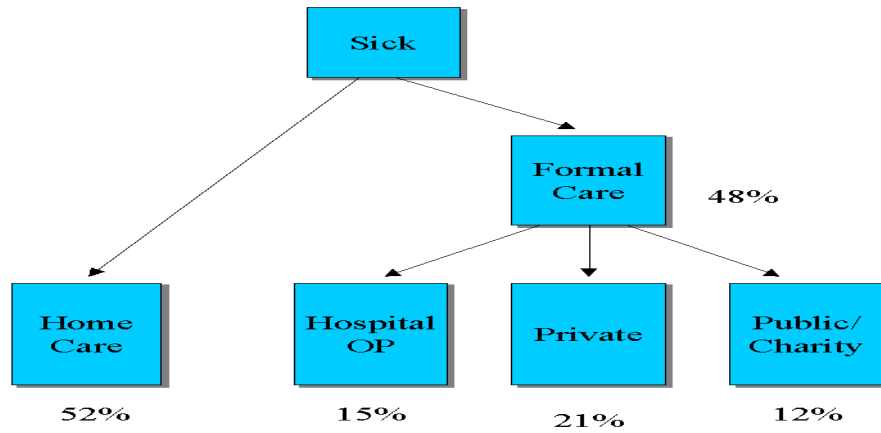 Sick
Formal
Care
48%
Home
Care
Hospital
OP
Private
Public/
Charity
52%
15%
21%
12%